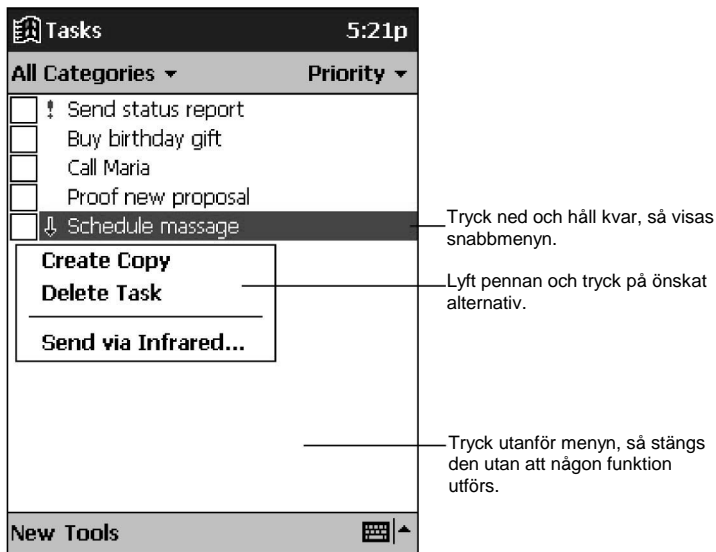 Tasks 5:21p
All Categories Priority
Send status report
Buy birthday gift
Call Maria
Proof new proposal
Schedule massage
Tryck ned och håll kvar, så visas
snabbmenyn.
Create Copy
Delete Task
Send via Infrared...
Lyft pennan och tryck på önskat
alternativ.
Tryck utanför menyn, så stängs
den utan att någon funktion
utförs.
New Tools